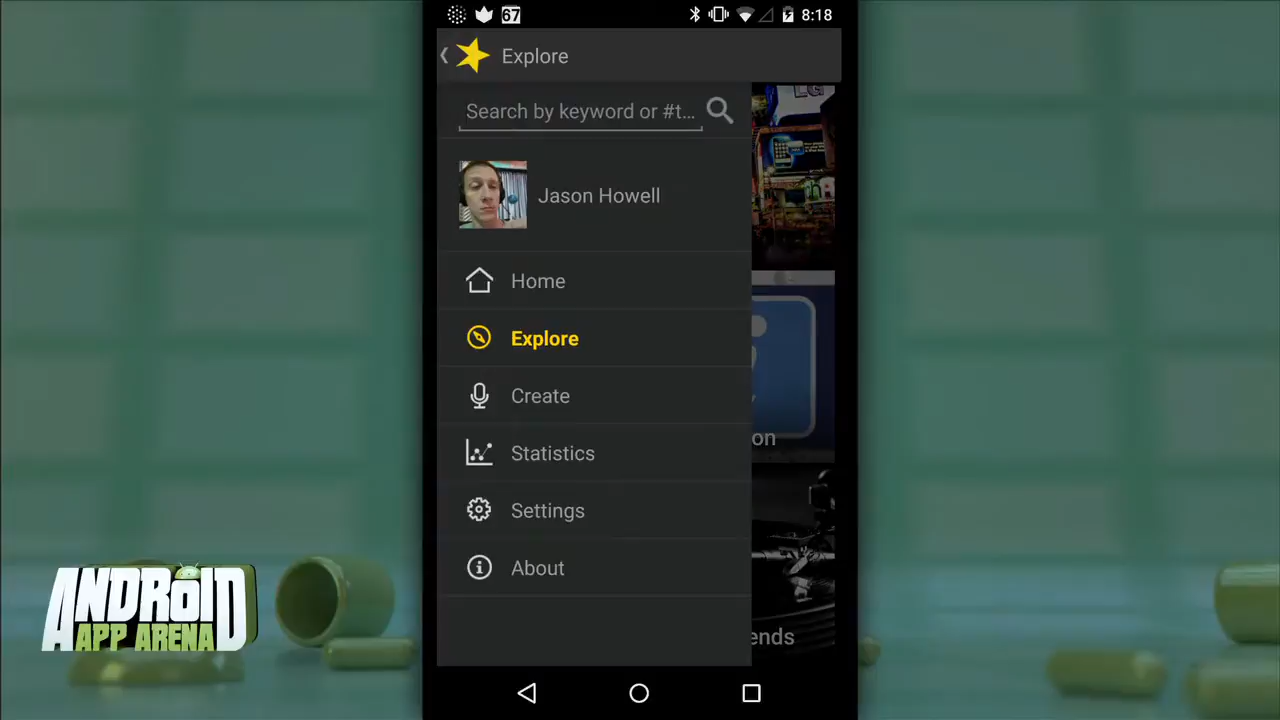 67
8:18
Explore
Search by keyword or #t...
LG
Jason Howell
Home
Explore
Create
on
Statistics
Settings
About
ends
ANDROID
APP ARENA